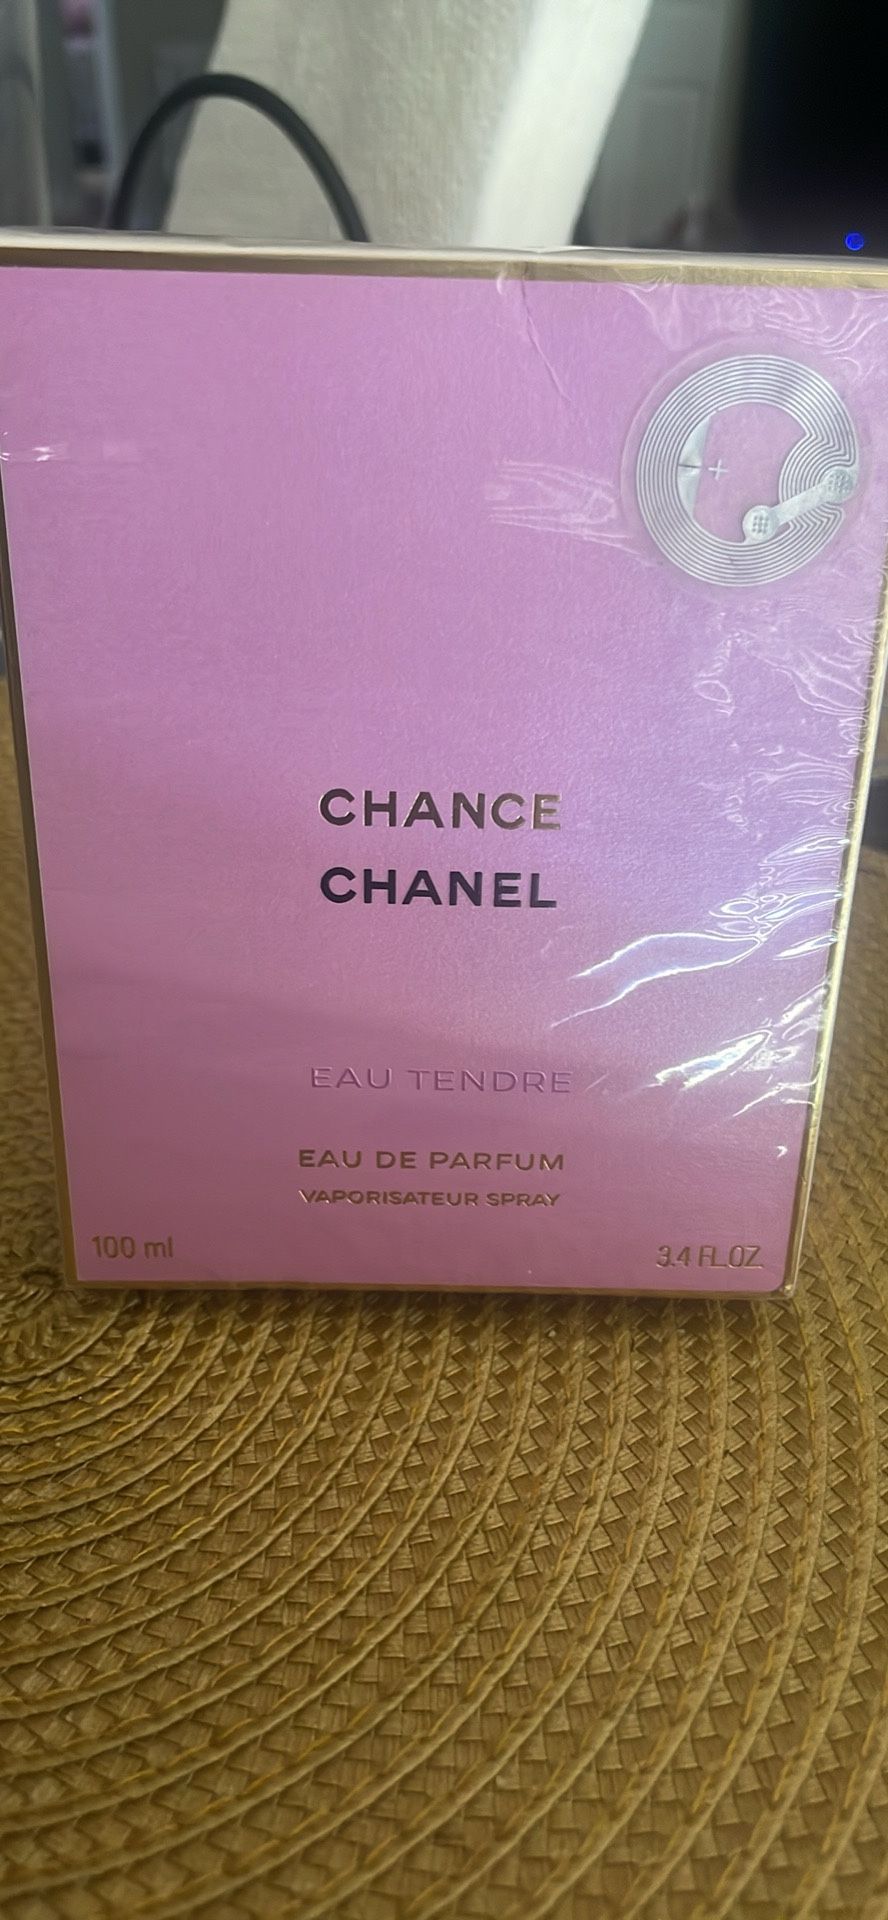 CHANCE
CHANEL
EAU TENDRE
EAU DE PARFUM
VAPORISATEUR SPRAY
100 ml 3.4 FL.OZ.